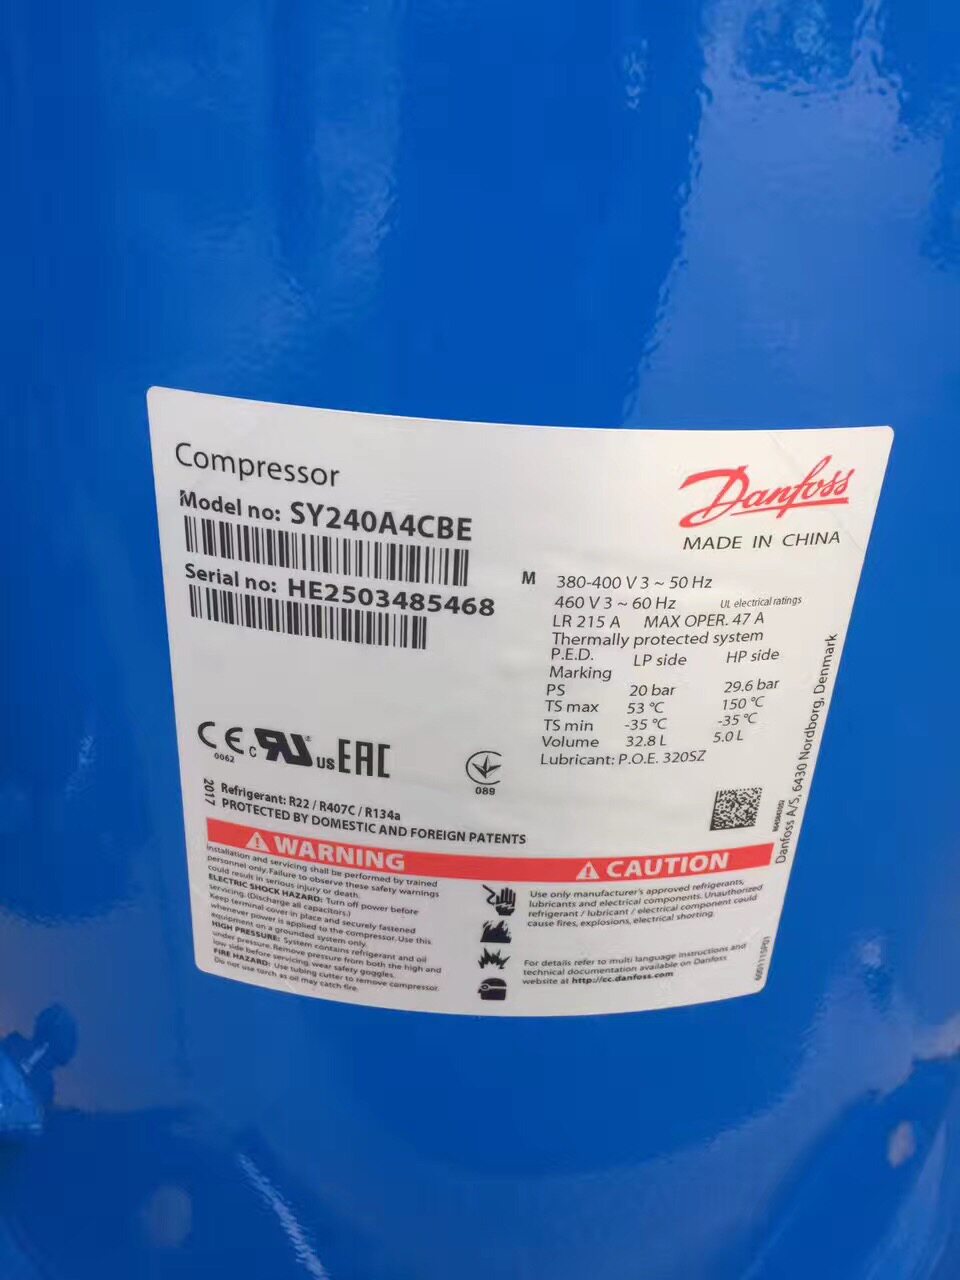 Compressor
Model no: SY240A4CBE
Serial no: HE2503485468
Danfoss
MADE IN CHINA
M 380-400 V 3 ~ 50 Hz
460 V 3 ~ 60 Hz UL electrical ratings
LR 215 A MAX OPER. 47 A
Thermally protected system
P.E.D. LP side HP side
Marking
PS 20 bar 29.6 bar
TS max 53 °C 150 °C
TS min -35 °C -35 °C
Volume 32.8 L 5.0 L
Lubricant: P.O.E. 320SZ
CE 0062 c RU us EAC
089
2017
Refrigerant: R22 / R407C / R134a
PROTECTED BY DOMESTIC AND FOREIGN PATENTS
Danfoss A/S, 6430 Nordborg, Denmark
WARNING
Installation and servicing shall be performed by trained
personnel only. Failure to observe these safety warnings
could result in serious injury or death.
ELECTRIC SHOCK HAZARD: Turn off power before
servicing. (Discharge all capacitors.)
Keep terminal cover in place and securely fastened
whenever power is applied to the compressor. Use this
equipment on a grounded system only.
HIGH PRESSURE: System contains refrigerant and oil
under pressure. Remove pressure from both the high and
low side before servicing, wear safety goggles.
FIRE HAZARD: Use tubing cutter to remove compressor.
Do not use torch as oil may catch fire.
CAUTION
Use only manufacturer's approved refrigerants,
lubricants and electrical components. Unauthorized
refrigerant / lubricant / electrical component could
cause fires, explosions, electrical shorting.
For details refer to multi language instructions and
technical documentation available on Danfoss
website at http://cc.danfoss.com